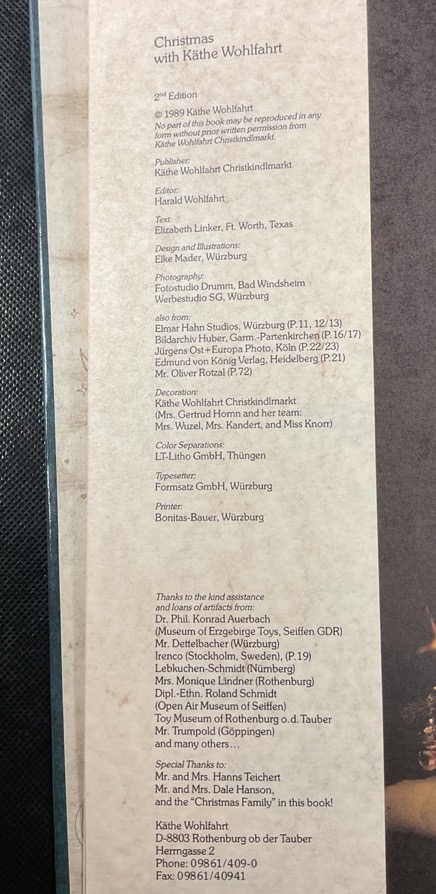 Christmas
with Käthe Wohlfahrt
2nd Edition
© 1989 Käthe Wohlfahrt
No part of this book may be reproduced in any
form without prior written permission from
Käthe Wohlfahrt Christkindlmarkt.
Publisher:
Käthe Wohlfahrt Christkindlmarkt
Editor:
Harald Wohlfahrt
Text:
Elizabeth Linker, Ft. Worth, Texas
Design and Illustrations:
Elke Mader, Würzburg
Photography:
Fotostudio Drumm, Bad Windsheim
Werbestudio SG, Würzburg
also from:
Elmar Hahn Studios, Würzburg (P.11, 12/13)
Bildarchiv Huber, Garm.-Partenkirchen (P.16/17)
Jürgens Ost+Europa Photo, Köln (P.22/23)
Edmund von König Verlag, Heidelberg (P.21)
Mr. Oliver Rotzal (P.72)
Decoration:
Käthe Wohlfahrt Christkindlmarkt
(Mrs. Gertrud Hornn and her team:
Mrs. Wuzel, Mrs. Kandert, and Miss Knorr)
Color Separations:
LT-Litho GmbH, Thüngen
Typesetter:
Formsatz GmbH, Würzburg
Printer:
Bonitas-Bauer, Würzburg
Thanks to the kind assistance
and loans of artifacts from:
Dr. Phil. Konrad Auerbach
(Museum of Erzgebirge Toys, Seiffen GDR)
Mr. Dettelbacher (Würzburg)
Irenco (Stockholm, Sweden), (P.19)
Lebkuchen-Schmidt (Nürnberg)
Mrs. Monique Lindner (Rothenburg)
Dipl.-Ethn. Roland Schmidt
(Open Air Museum of Seiffen)
Toy Museum of Rothenburg o.d. Tauber
Mr. Trumpold (Göppingen)
and many others...
Special Thanks to:
Mr. and Mrs. Hanns Teichert
Mr. and Mrs. Dale Hanson,
and the “Christmas Family” in this book!
Käthe Wohlfahrt
D-8803 Rothenburg ob der Tauber
Herrngasse 2
Phone: 09861/409-0
Fax: 09861/40941